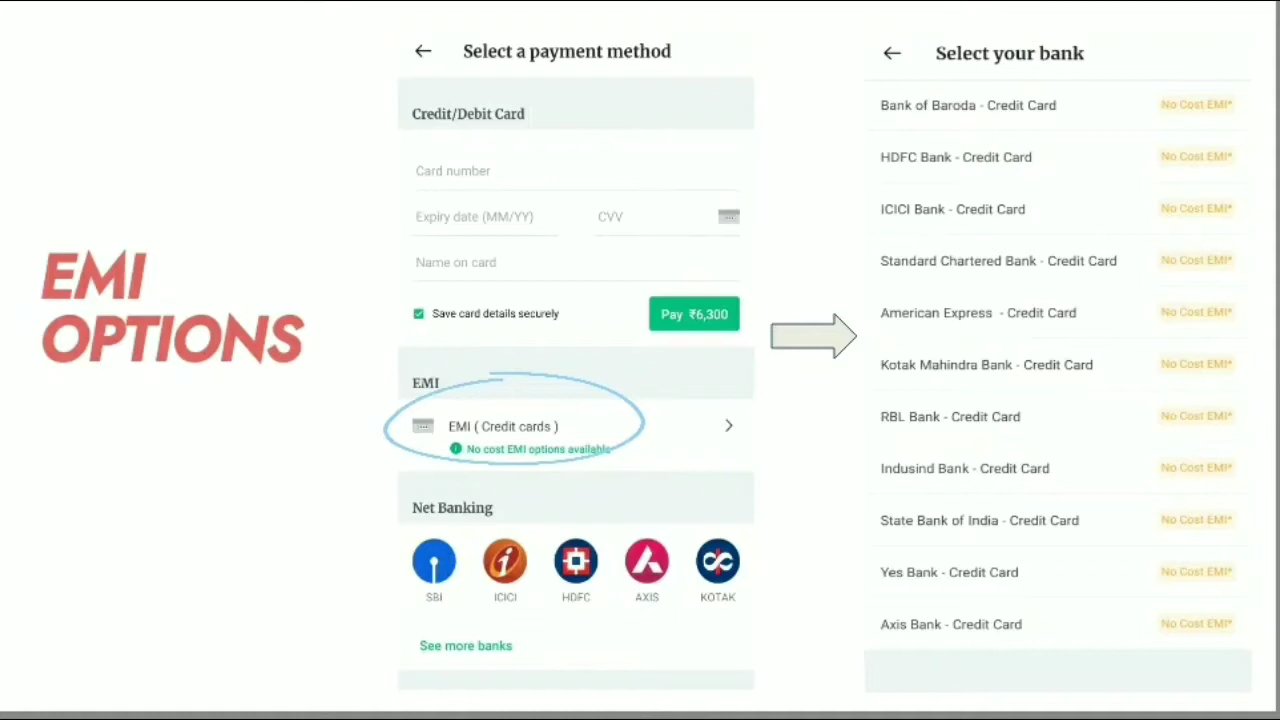 EMI
OPTIONS
Select a payment method
Credit/Debit Card
Card number
Expiry date (MM/YY) CVV
Name on card
Save card details securely
Pay ₹6,300
EMI
EMI ( Credit cards )
No cost EMI options available
Net Banking
SBI ICICI HDFC AXIS KOTAK
See more banks
Select your bank
Bank of Baroda - Credit Card No Cost EMI*
HDFC Bank - Credit Card No Cost EMI*
ICICI Bank - Credit Card No Cost EMI*
Standard Chartered Bank - Credit Card No Cost EMI*
American Express - Credit Card No Cost EMI*
Kotak Mahindra Bank - Credit Card No Cost EMI*
RBL Bank - Credit Card No Cost EMI*
Indusind Bank - Credit Card No Cost EMI*
State Bank of India - Credit Card No Cost EMI*
Yes Bank - Credit Card No Cost EMI*
Axis Bank - Credit Card No Cost EMI*